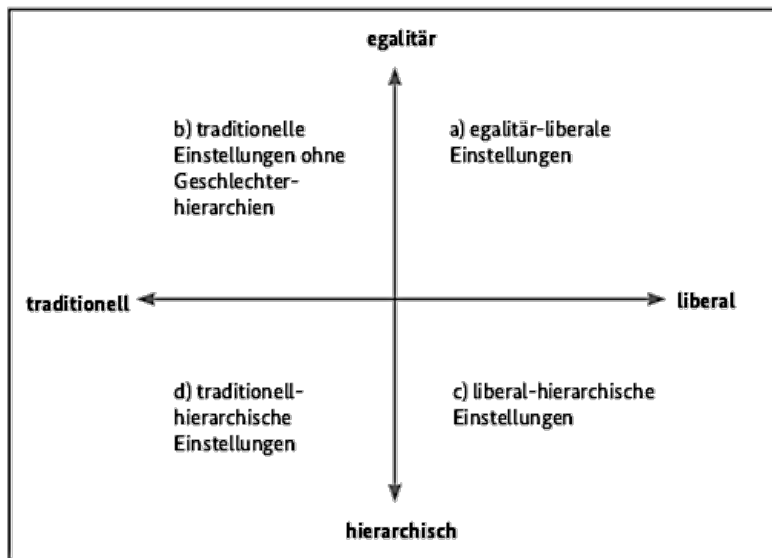 egalitär
b) traditionelle
Einstellungen ohne
Geschlechter-
hierarchien
a) egalitär-liberale
Einstellungen
traditionell
liberal
d) traditionell-
hierarchische
Einstellungen
c) liberal-hierarchische
Einstellungen
hierarchisch